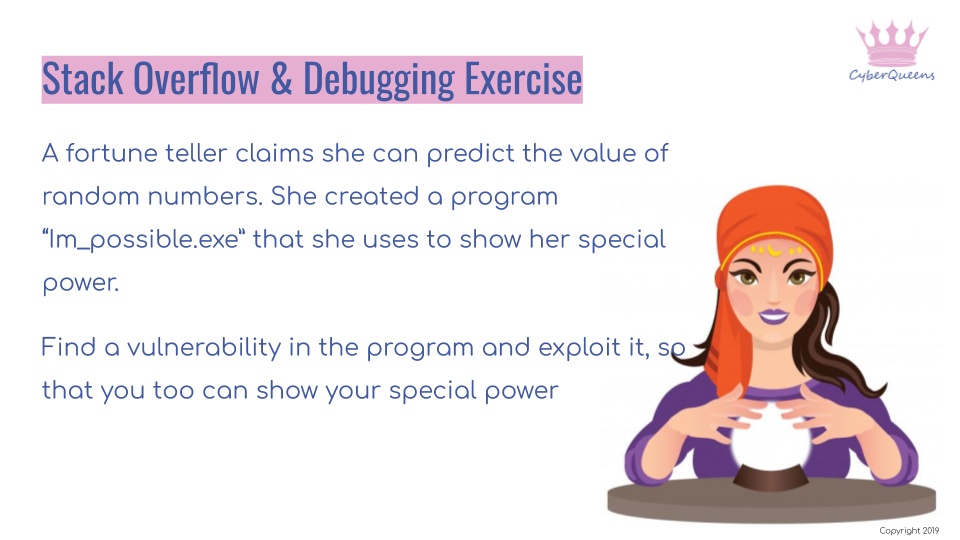 CyberQueens
Stack Overflow & Debugging Exercise
A fortune teller claims she can predict the value of
random numbers. She created a program
“Im_possible.exe” that she uses to show her special
power.
Find a vulnerability in the program and exploit it, so
that you too can show your special power
Copyright 2019